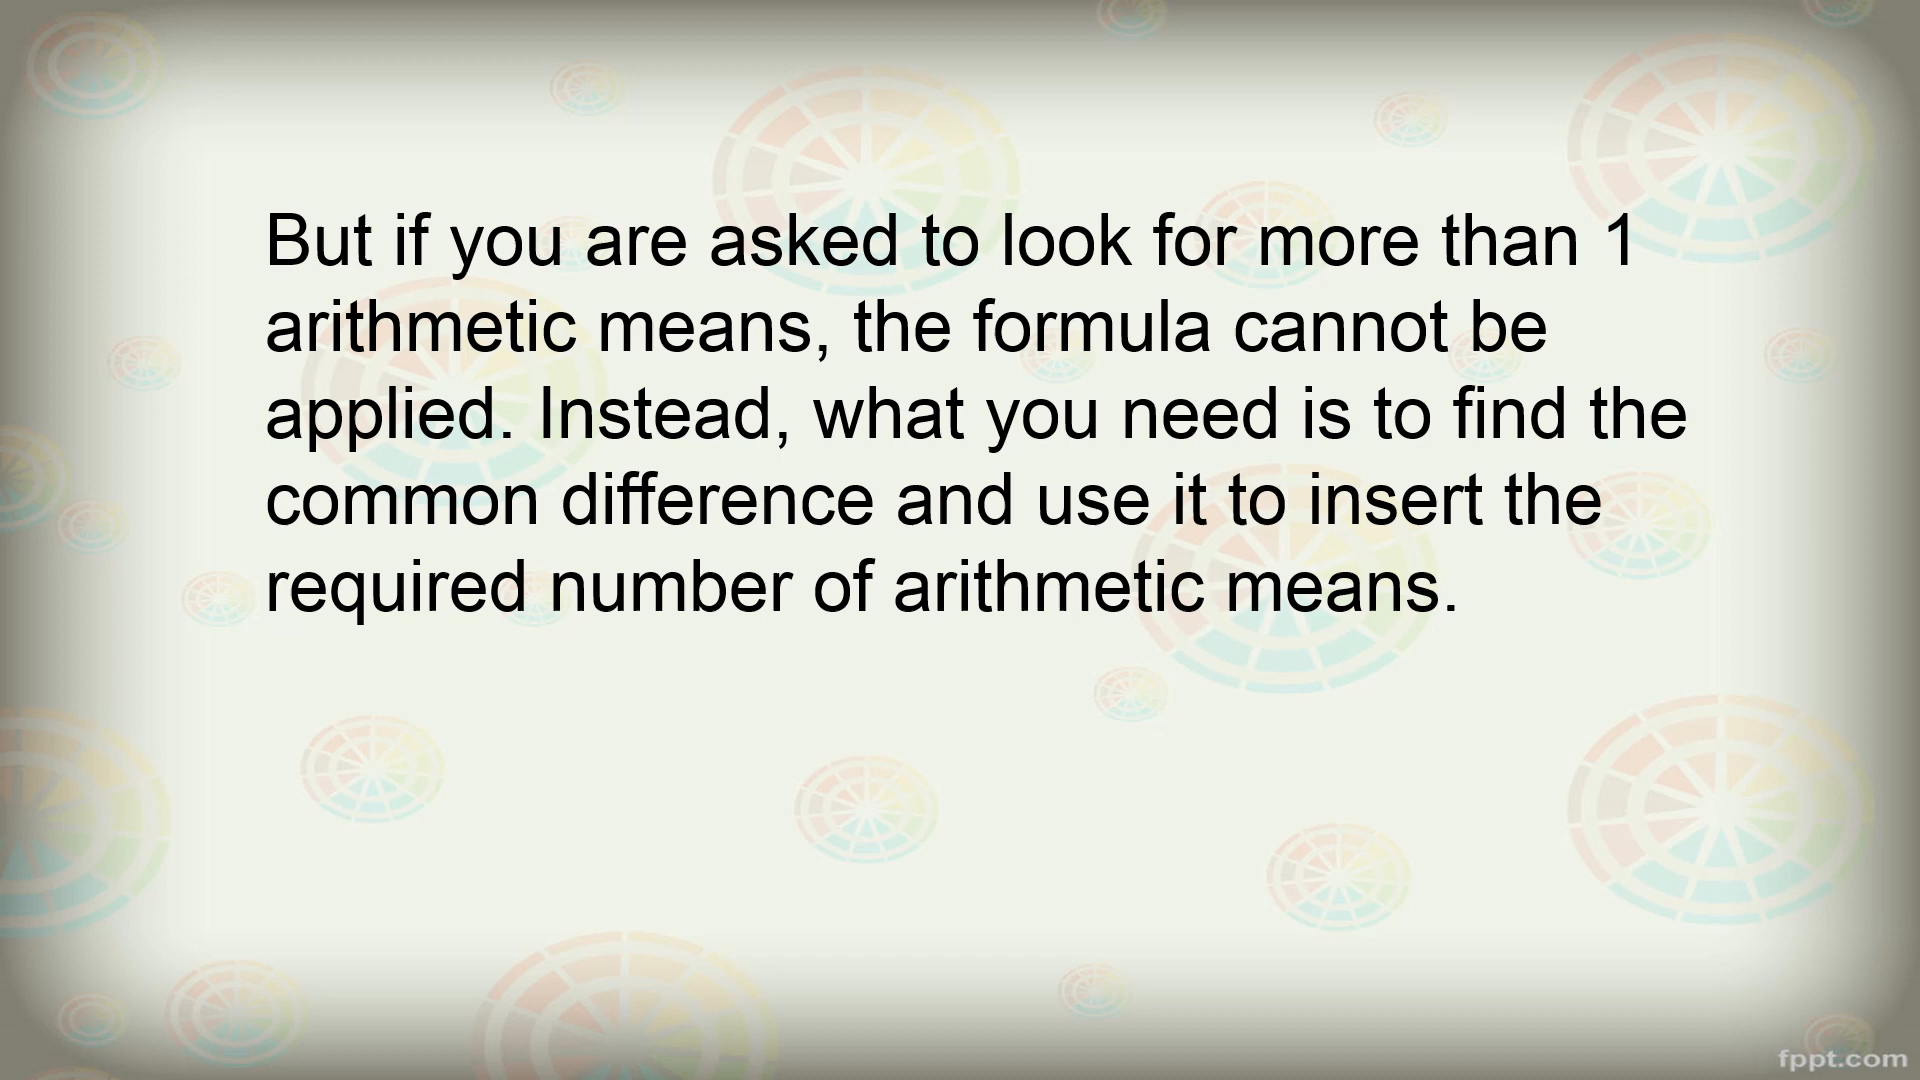 But if you are asked to look for more than 1
arithmetic means, the formula cannot be
applied. Instead, what you need is to find the
common difference and use it to insert the
required number of arithmetic means.
fppt.com